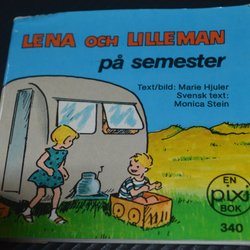 LENA OCH LILLEMAN
på semester
Text/bild: Marie Hjuler
Svensk text:
Monica Stein
EN
pixi
BOK
340